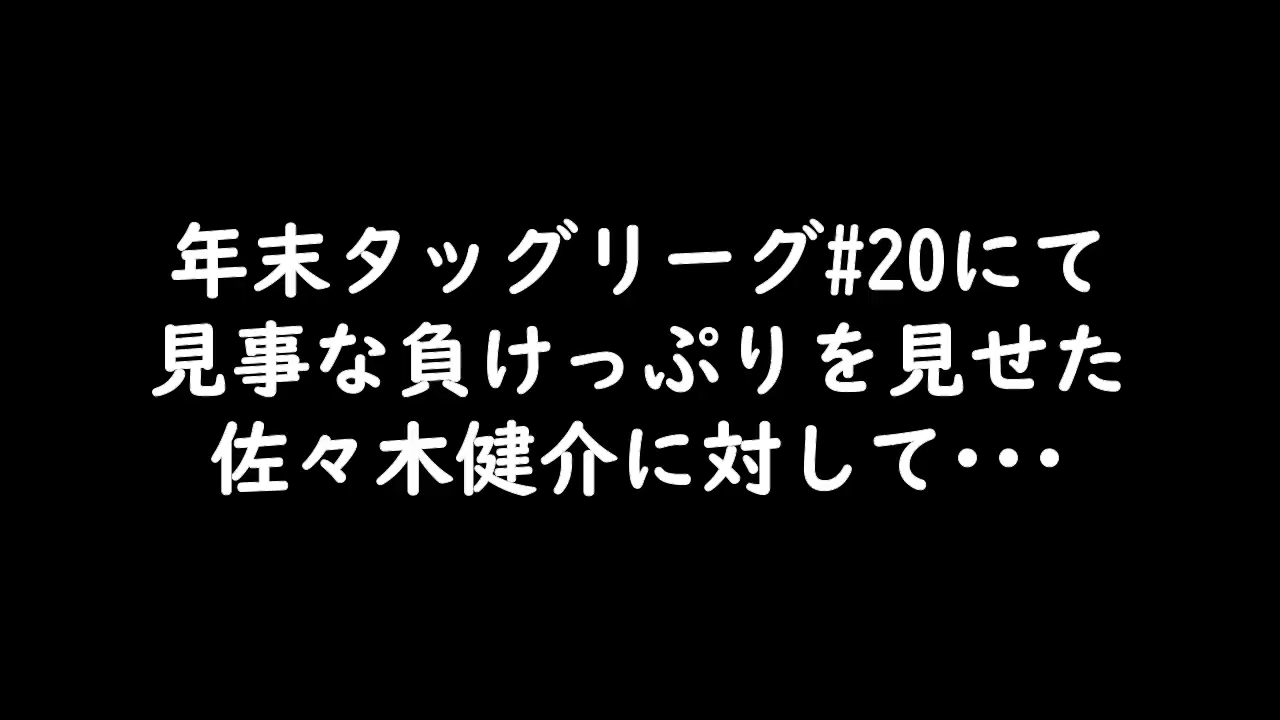 年末タッグリーグ#20にて
見事な負けっぷりを見せた
佐々木健介に対して･･･